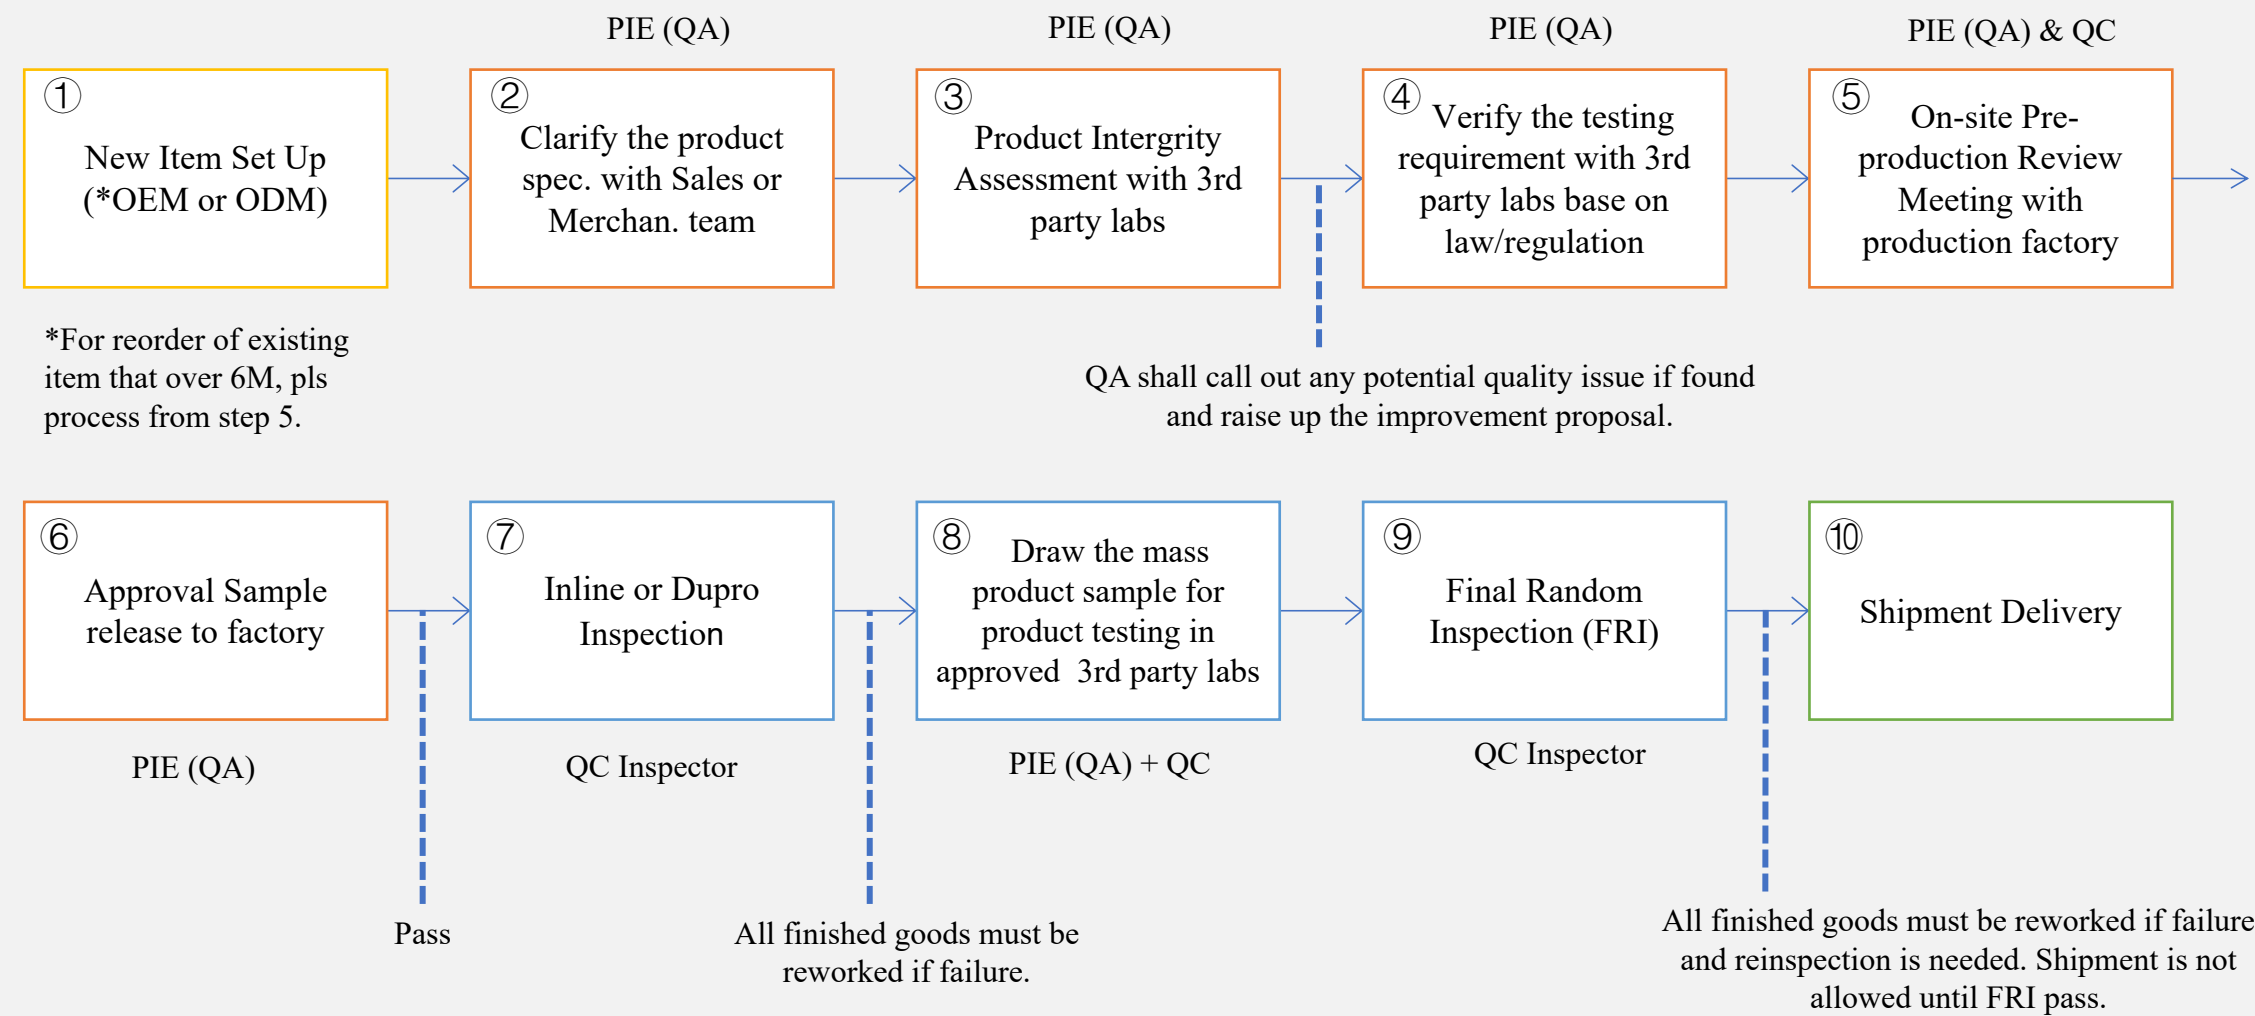 PIE (QA)
PIE (QA)
PIE (QA)
PIE (QA) & QC
①
New Item Set Up
(*OEM or ODM)
②
Clarify the product
spec. with Sales or
Merchan. team
③
Product Intergrity
Assessment with 3rd
party labs
④
Verify the testing
requirement with 3rd
party labs base on
law/regulation
⑤
On-site Pre-
production Review
Meeting with
production factory
*For reorder of existing
item that over 6M, pls
process from step 5.
QA shall call out any potential quality issue if found
and raise up the improvement proposal.
⑥
Approval Sample
release to factory
⑦
Inline or Dupro
Inspection
⑧
Draw the mass
product sample for
product testing in
approved  3rd party labs
⑨
Final Random
Inspection (FRI)
⑩
Shipment Delivery
PIE (QA)
QC Inspector
PIE (QA) + QC
QC Inspector
Pass
All finished goods must be
reworked if failure.
All finished goods must be reworked if failure
and reinspection is needed. Shipment is not
allowed until FRI pass.